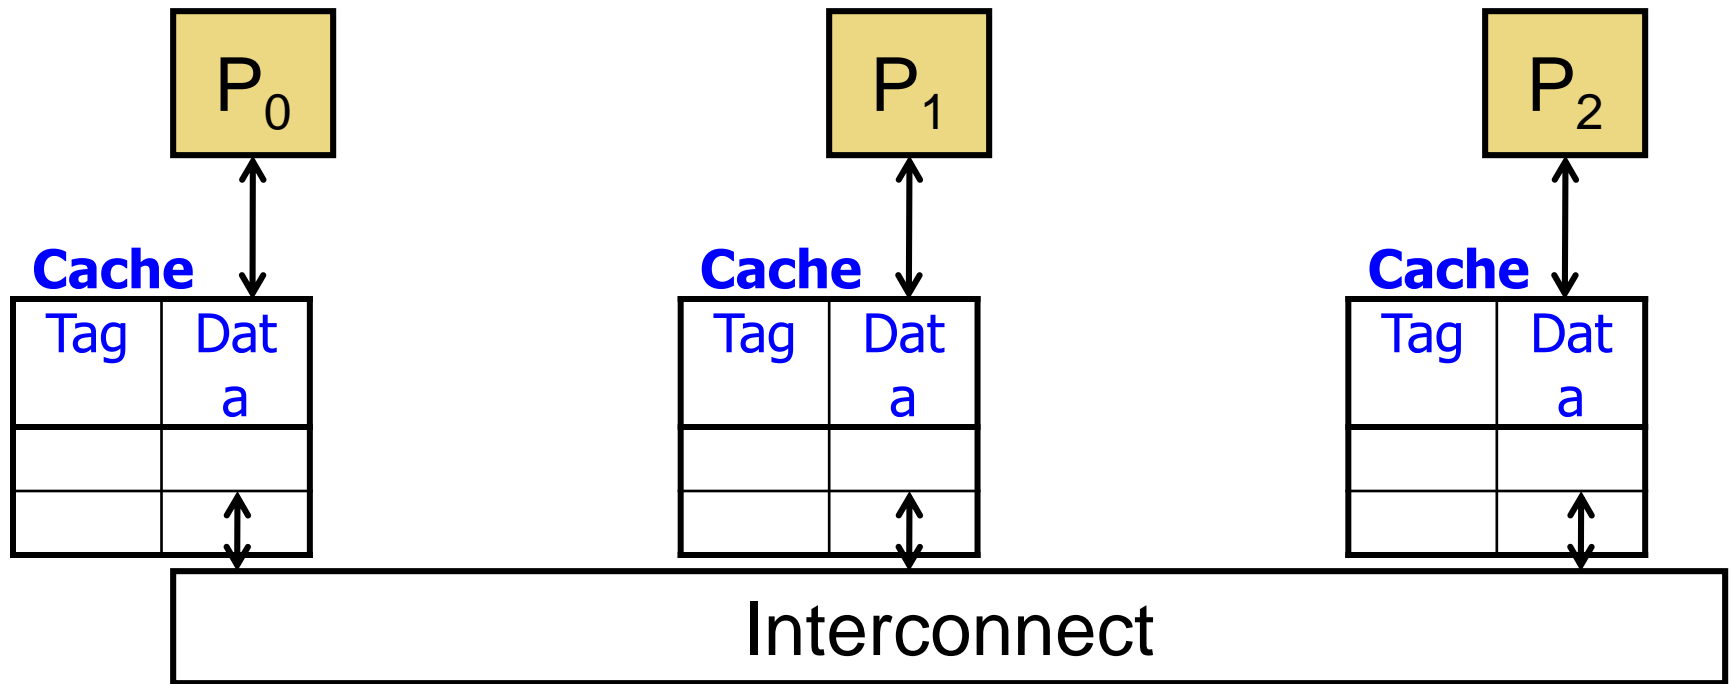 P0
P1
P2
Cache
Cache
Cache
Tag
Dat
a
Tag
Dat
a
Tag
Dat
a
Interconnect